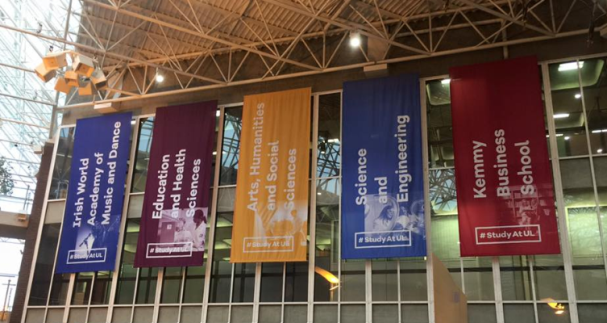 Irish World
Academy of
Music and Dance
#StudyAtUL
Education
and Health
Sciences
#StudyAtUL
Arts, Humanities
and Social
Sciences
#StudyAtUL
Science
and
Engineering
#StudyAtUL
Kemmy
Business
School
#StudyAtUL